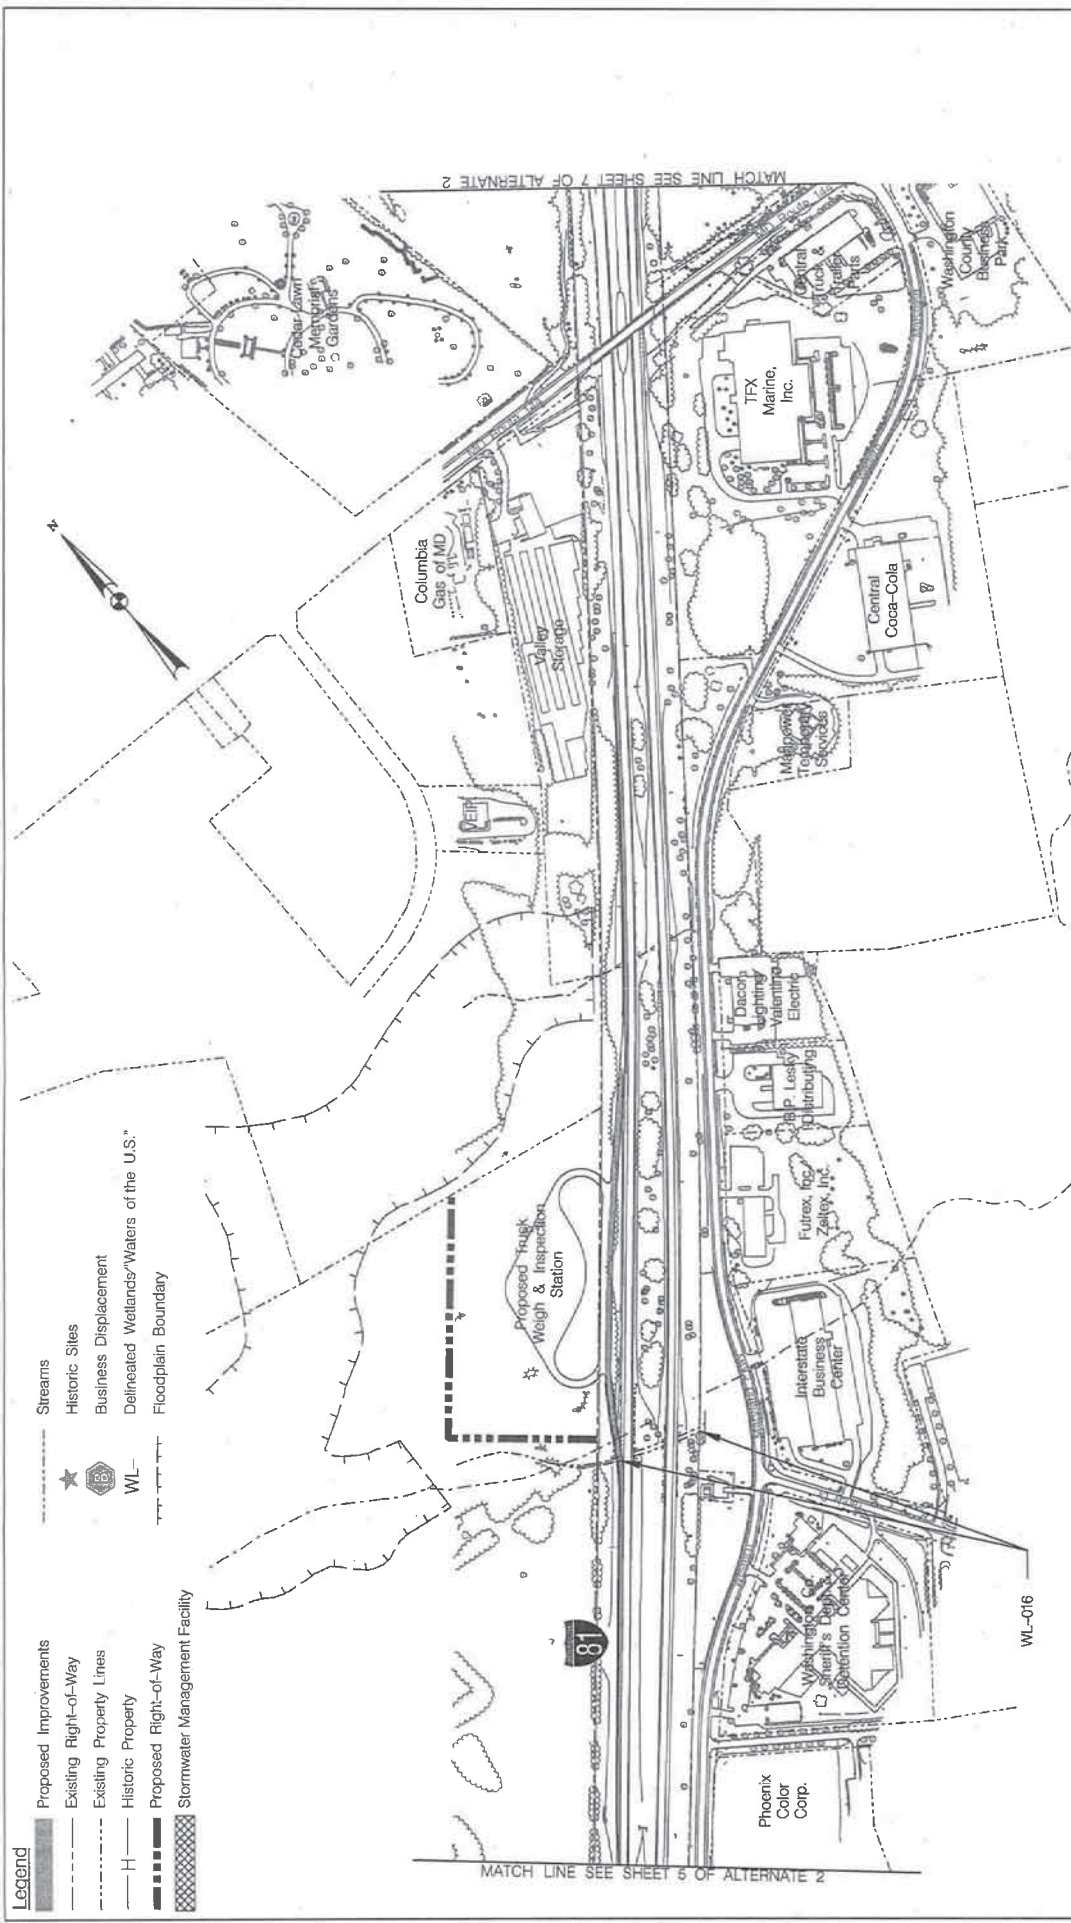 Legend
Proposed Improvements
Existing Right-of-Way
Existing Property Lines
Historic Property
H
Proposed Right-of-Way
Stormwater Management Facility
Streams
Historic Sites
Business Displacement
WL-
Delineated Wetlands/"Waters of the U.S."
Floodplain Boundary
N
MATCH LINE SEE SHEET 5 OF ALTERNATE 2
MATCH LINE SEE SHEET 7 OF ALTERNATE 2
81
Proposed Truck
Weigh & Inspection
Station
VEIP
Valley
Storage
Columbia
Gas of MD
Cedar Lawn
Memorial
Gardens
Phoenix
Color
Corp.
Washington Co.
Sheriff's Dept.
Detention Center
WL-016
Interstate
Business
Center
Futrex, Inc.
Zeltex, Inc.
B.P. Lesky
Distributing
Dacon
Lighting
Valentine
Electric
Manpower
Temporary
Services
Central
Coca-Cola
TFX
Marine,
Inc.
Central
Truck &
Trailer
Parts
Washington
County
Business
Park